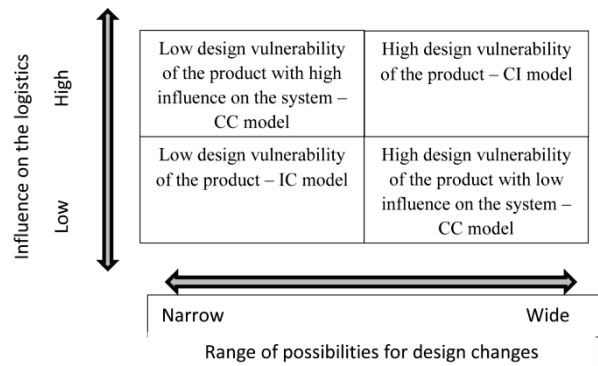 Influence on the logistics
High
Low
Low design vulnerability
of the product with high
influence on the system –
CC model
High design vulnerability
of the product – CI model
Low design vulnerability
of the product – IC model
High design vulnerability
of the product with low
influence on the system –
CC model
Narrow
Wide
Range of possibilities for design changes